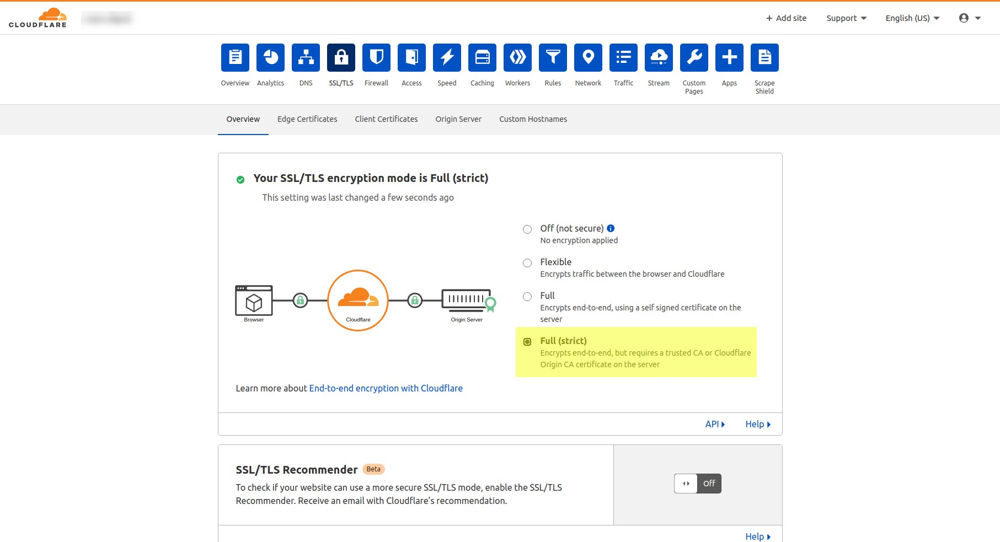 CLOUDFLARE
+ Add site
Support
English (US)
Overview
Analytics
DNS
SSL/TLS
Firewall
Access
Speed
Caching
Workers
Rules
Network
Traffic
Stream
Custom Pages
Apps
Scrape Shield
Overview
Edge Certificates
Client Certificates
Origin Server
Custom Hostnames
Your SSL/TLS encryption mode is Full (strict)
This setting was last changed a few seconds ago
Off (not secure)
No encryption applied
Flexible
Encrypts traffic between the browser and Cloudflare
Full
Encrypts end-to-end, using a self signed certificate on the
server
Full (strict)
Encrypts end-to-end, but requires a trusted CA or Cloudflare
Origin CA certificate on the server
Browser
Cloudflare
Origin Server
Learn more about End-to-end encryption with Cloudflare
API
Help
SSL/TLS Recommender
Beta
To check if your website can use a more secure SSL/TLS mode, enable the SSL/TLS
Recommender. Receive an email with Cloudflare’s recommendation.
Off
Help